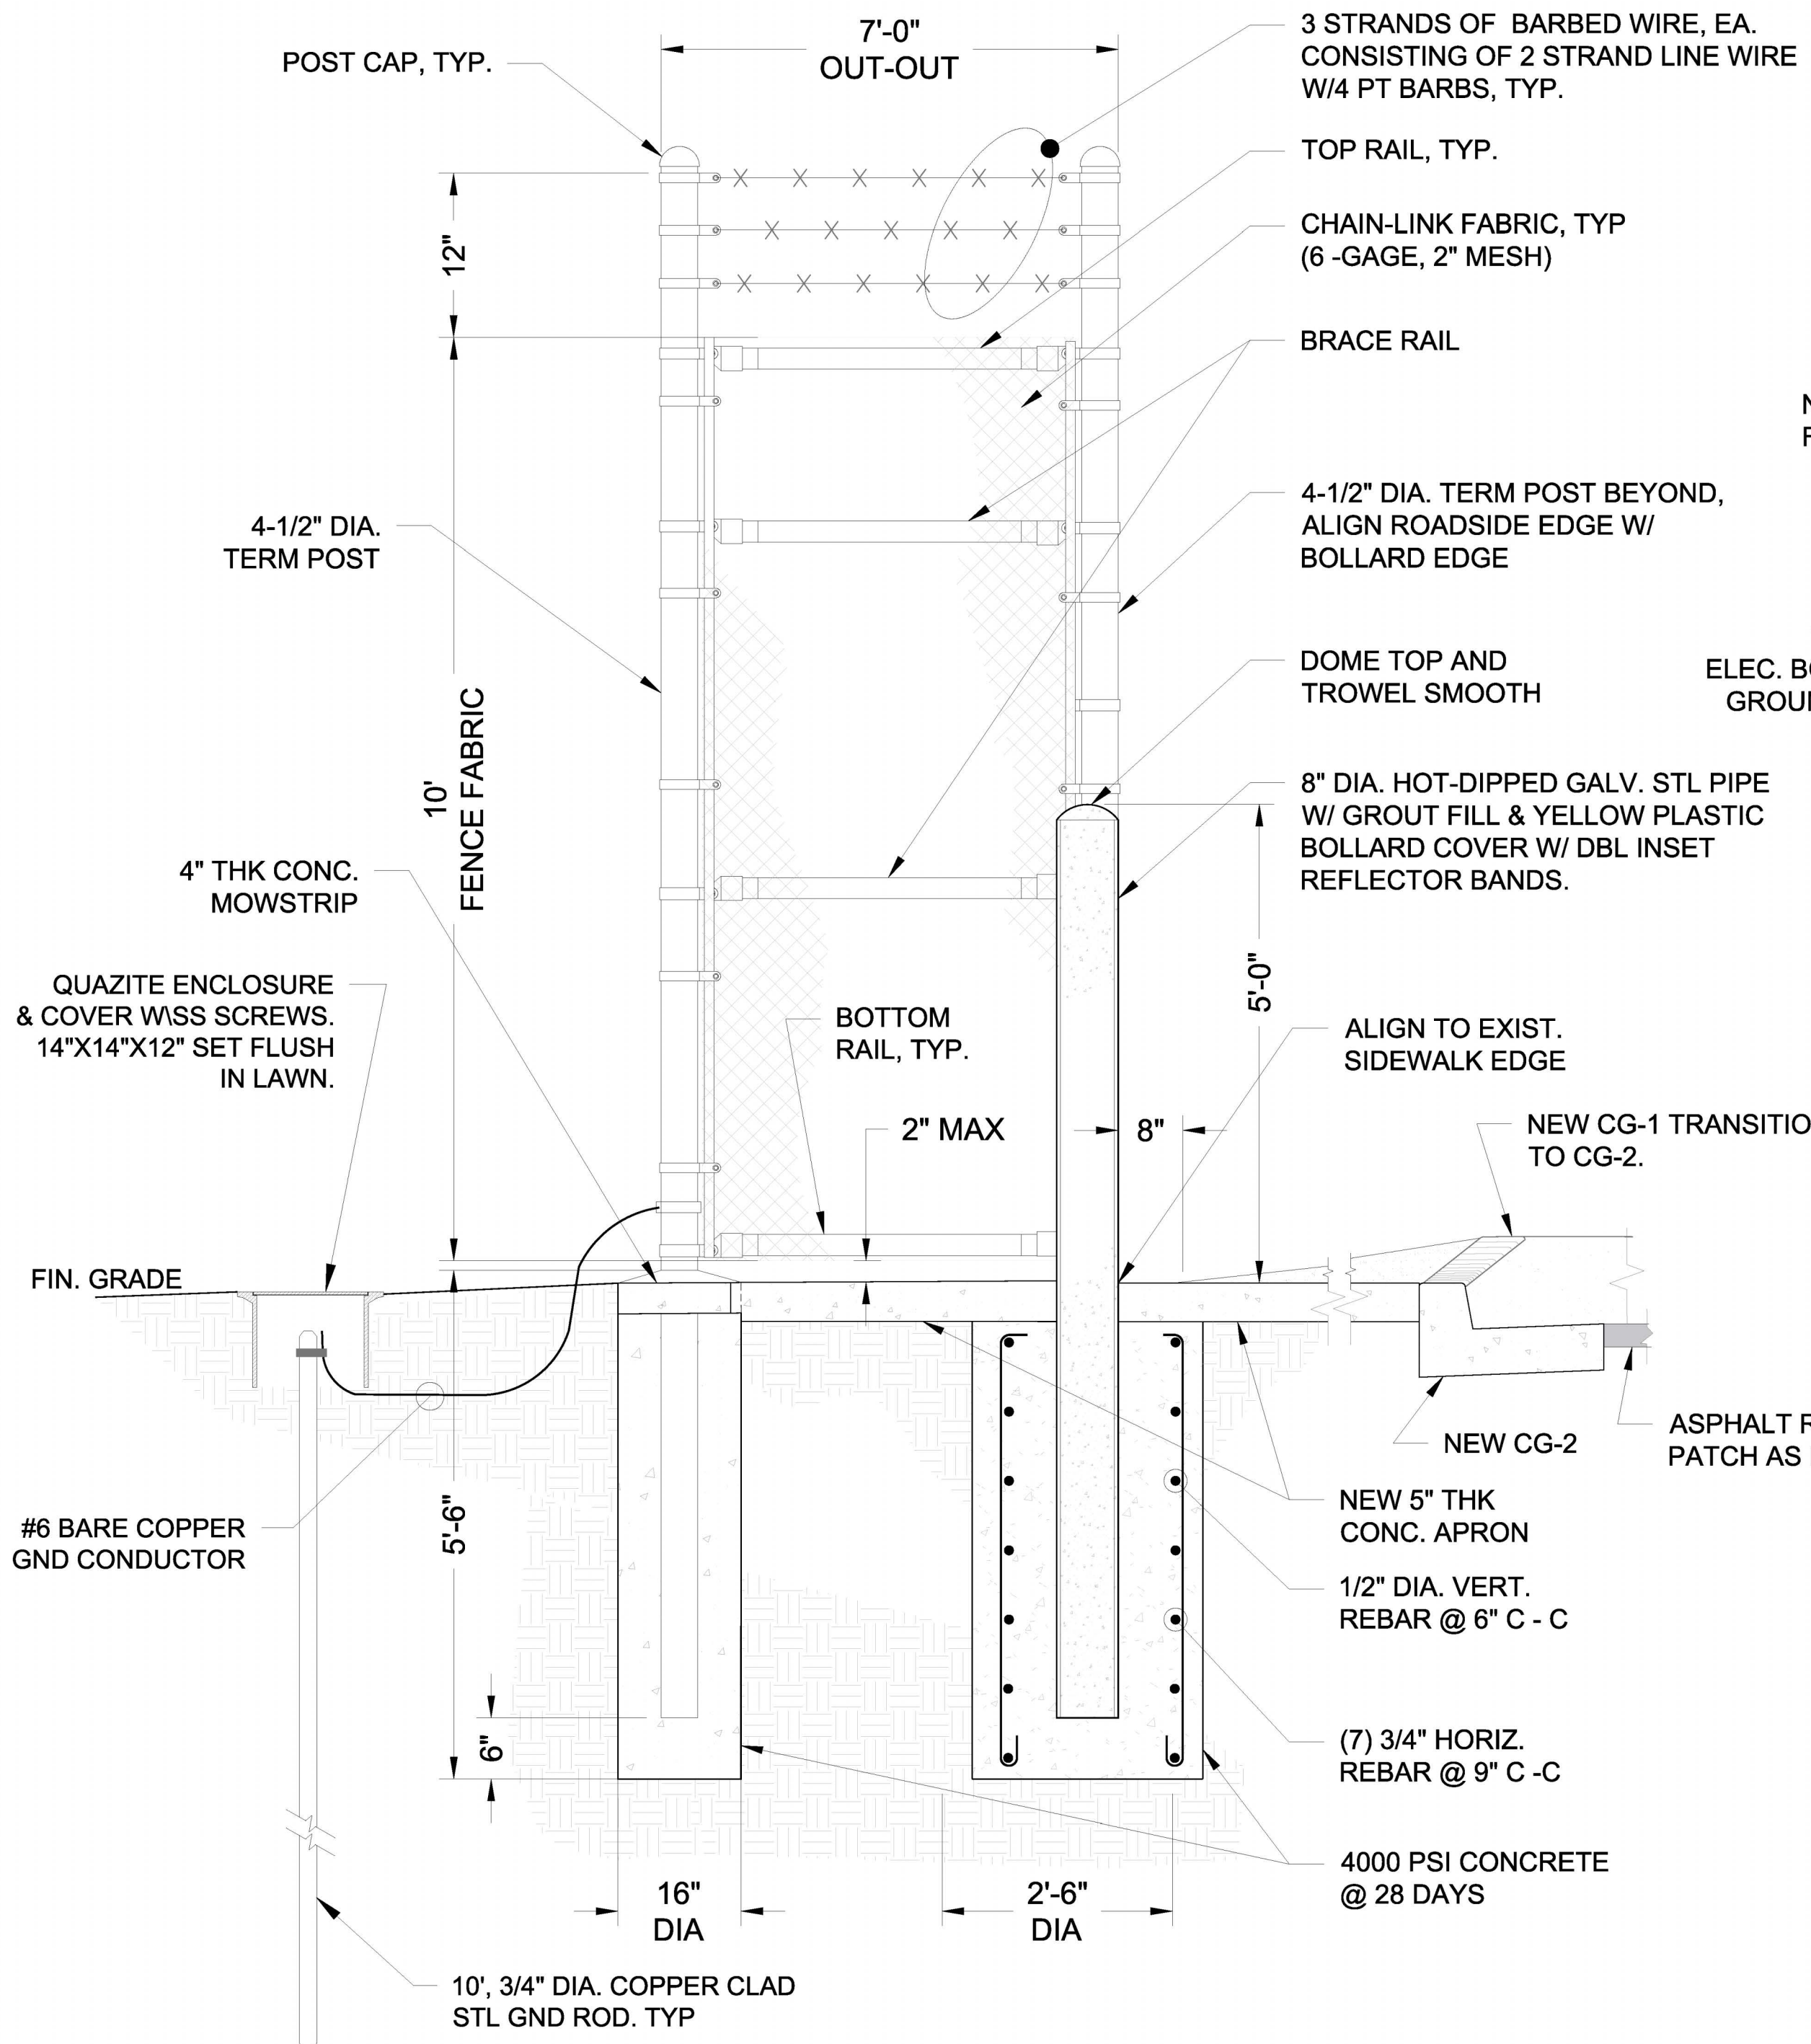 7'-0"
OUT-OUT
POST CAP, TYP.
3 STRANDS OF BARBED WIRE, EA.
CONSISTING OF 2 STRAND LINE WIRE
W/4 PT BARBS, TYP.
TOP RAIL, TYP.
CHAIN-LINK FABRIC, TYP
(6 -GAGE, 2" MESH)
12"
BRACE RAIL
4-1/2" DIA.
TERM POST
4-1/2" DIA. TERM POST BEYOND,
ALIGN ROADSIDE EDGE W/
BOLLARD EDGE
10'
FENCE FABRIC
DOME TOP AND
TROWEL SMOOTH
ELEC.
8" DIA. HOT-DIPPED GALV. STL PIPE
W/ GROUT FILL & YELLOW PLASTIC
BOLLARD COVER W/ DBL INSET
REFLECTOR BANDS.
4" THK CONC.
MOWSTRIP
5'-0"
QUAZITE ENCLOSURE
& COVER W\SS SCREWS.
14"X14"X12" SET FLUSH
IN LAWN.
BOTTOM
RAIL, TYP.
ALIGN TO EXIST.
SIDEWALK EDGE
2" MAX
8"
NEW CG-1 TRANSITIO
TO CG-2.
FIN. GRADE
NEW CG-2
ASPHALT
PATCH AS
#6 BARE COPPER
GND CONDUCTOR
5'-6"
NEW 5" THK
CONC. APRON
1/2" DIA. VERT.
REBAR @ 6" C - C
6"
(7) 3/4" HORIZ.
REBAR @ 9" C -C
4000 PSI CONCRETE
@ 28 DAYS
16"
DIA
2'-6"
DIA
10', 3/4" DIA. COPPER CLAD
STL GND ROD. TYP